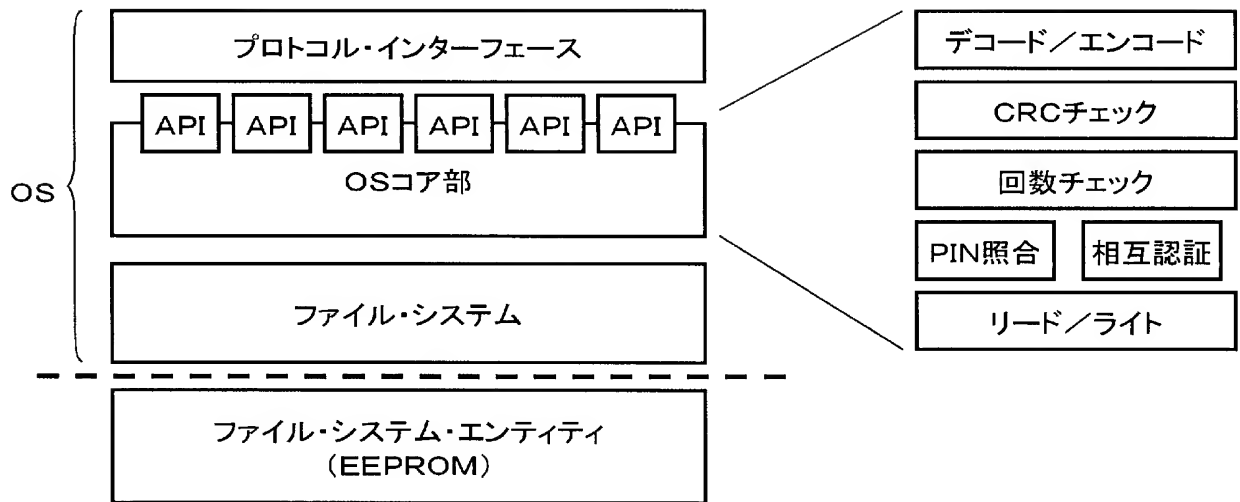 プロトコル・インターフェース
API API API API API API
OSコア部
OS
ファイル・システム
ファイル・システム・エンティティ
(EEPROM)
デコード/エンコード
CRCチェック
回数チェック
PIN照合 相互認証
リード/ライト